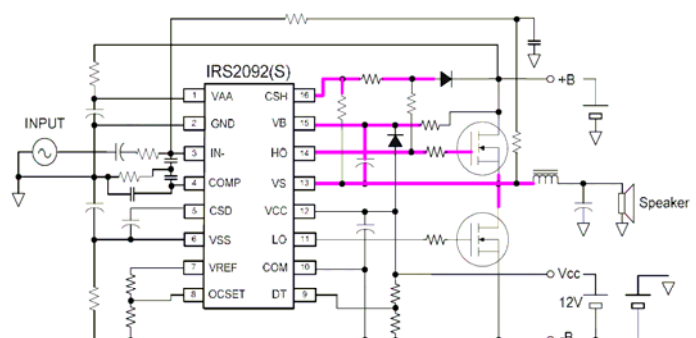 IRS2092(S)
INPUT
1 VAA CSH 16
2 GND VB 15
3 IN- HO 14
4 COMP VS 13
5 CSD VCC 12
6 VSS LO 11
7 VREF COM 10
8 OCSET DT 9
+B
Speaker
Vcc
12V
-B